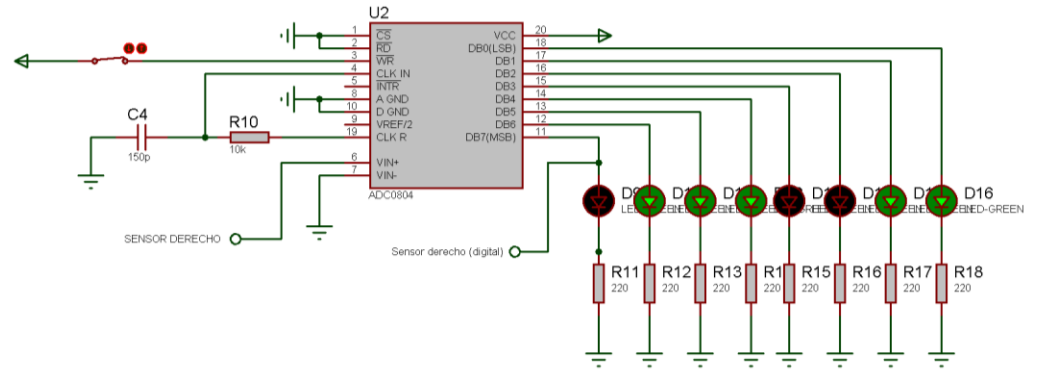 U2
1 CS VCC 20
2 RD DB0(LSB) 18
3 WR DB1 17
4 CLK IN DB2 16
5 INTR DB3 15
8 A GND DB4 14
10 D GND DB5 13
9 VREF/2 DB6 12
19 CLK R DB7(MSB) 11
6 VIN+
7 VIN-
ADC0804
C4
150p
R10
10k
SENSOR DERECHO
Sensor derecho (digital)
D16
LED-GREEN
R11
220
R12
220
R13
220
R1
220
R15
220
R16
220
R17
220
R18
220